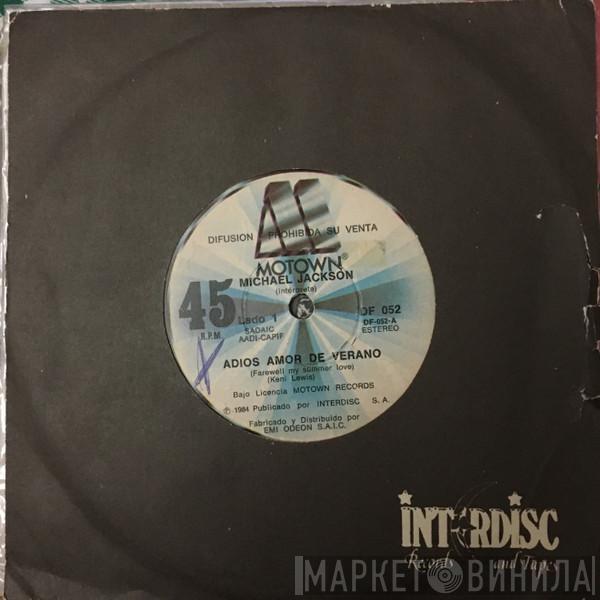 DIFUSION PROHIBIDA SU VENTA
MOTOWN®
MICHAEL JACKSON
(intérprete)
45
R.P.M.
Lado 1
SADAIC
AADI-CAPIF
DF 052
DF-052-A
ESTEREO
ADIOS AMOR DE VERANO
(Farewell my summer love)
(Keni Lewis)
Bajo Licencia MOTOWN RECORDS
℗ 1984 Publicado por INTERDISC S.A.
Fabricado y Distribuido por
EMI ODEON S.A.I.C.
INTERDISC
Records and Tapes
МАРКЕТ ВИНИЛА